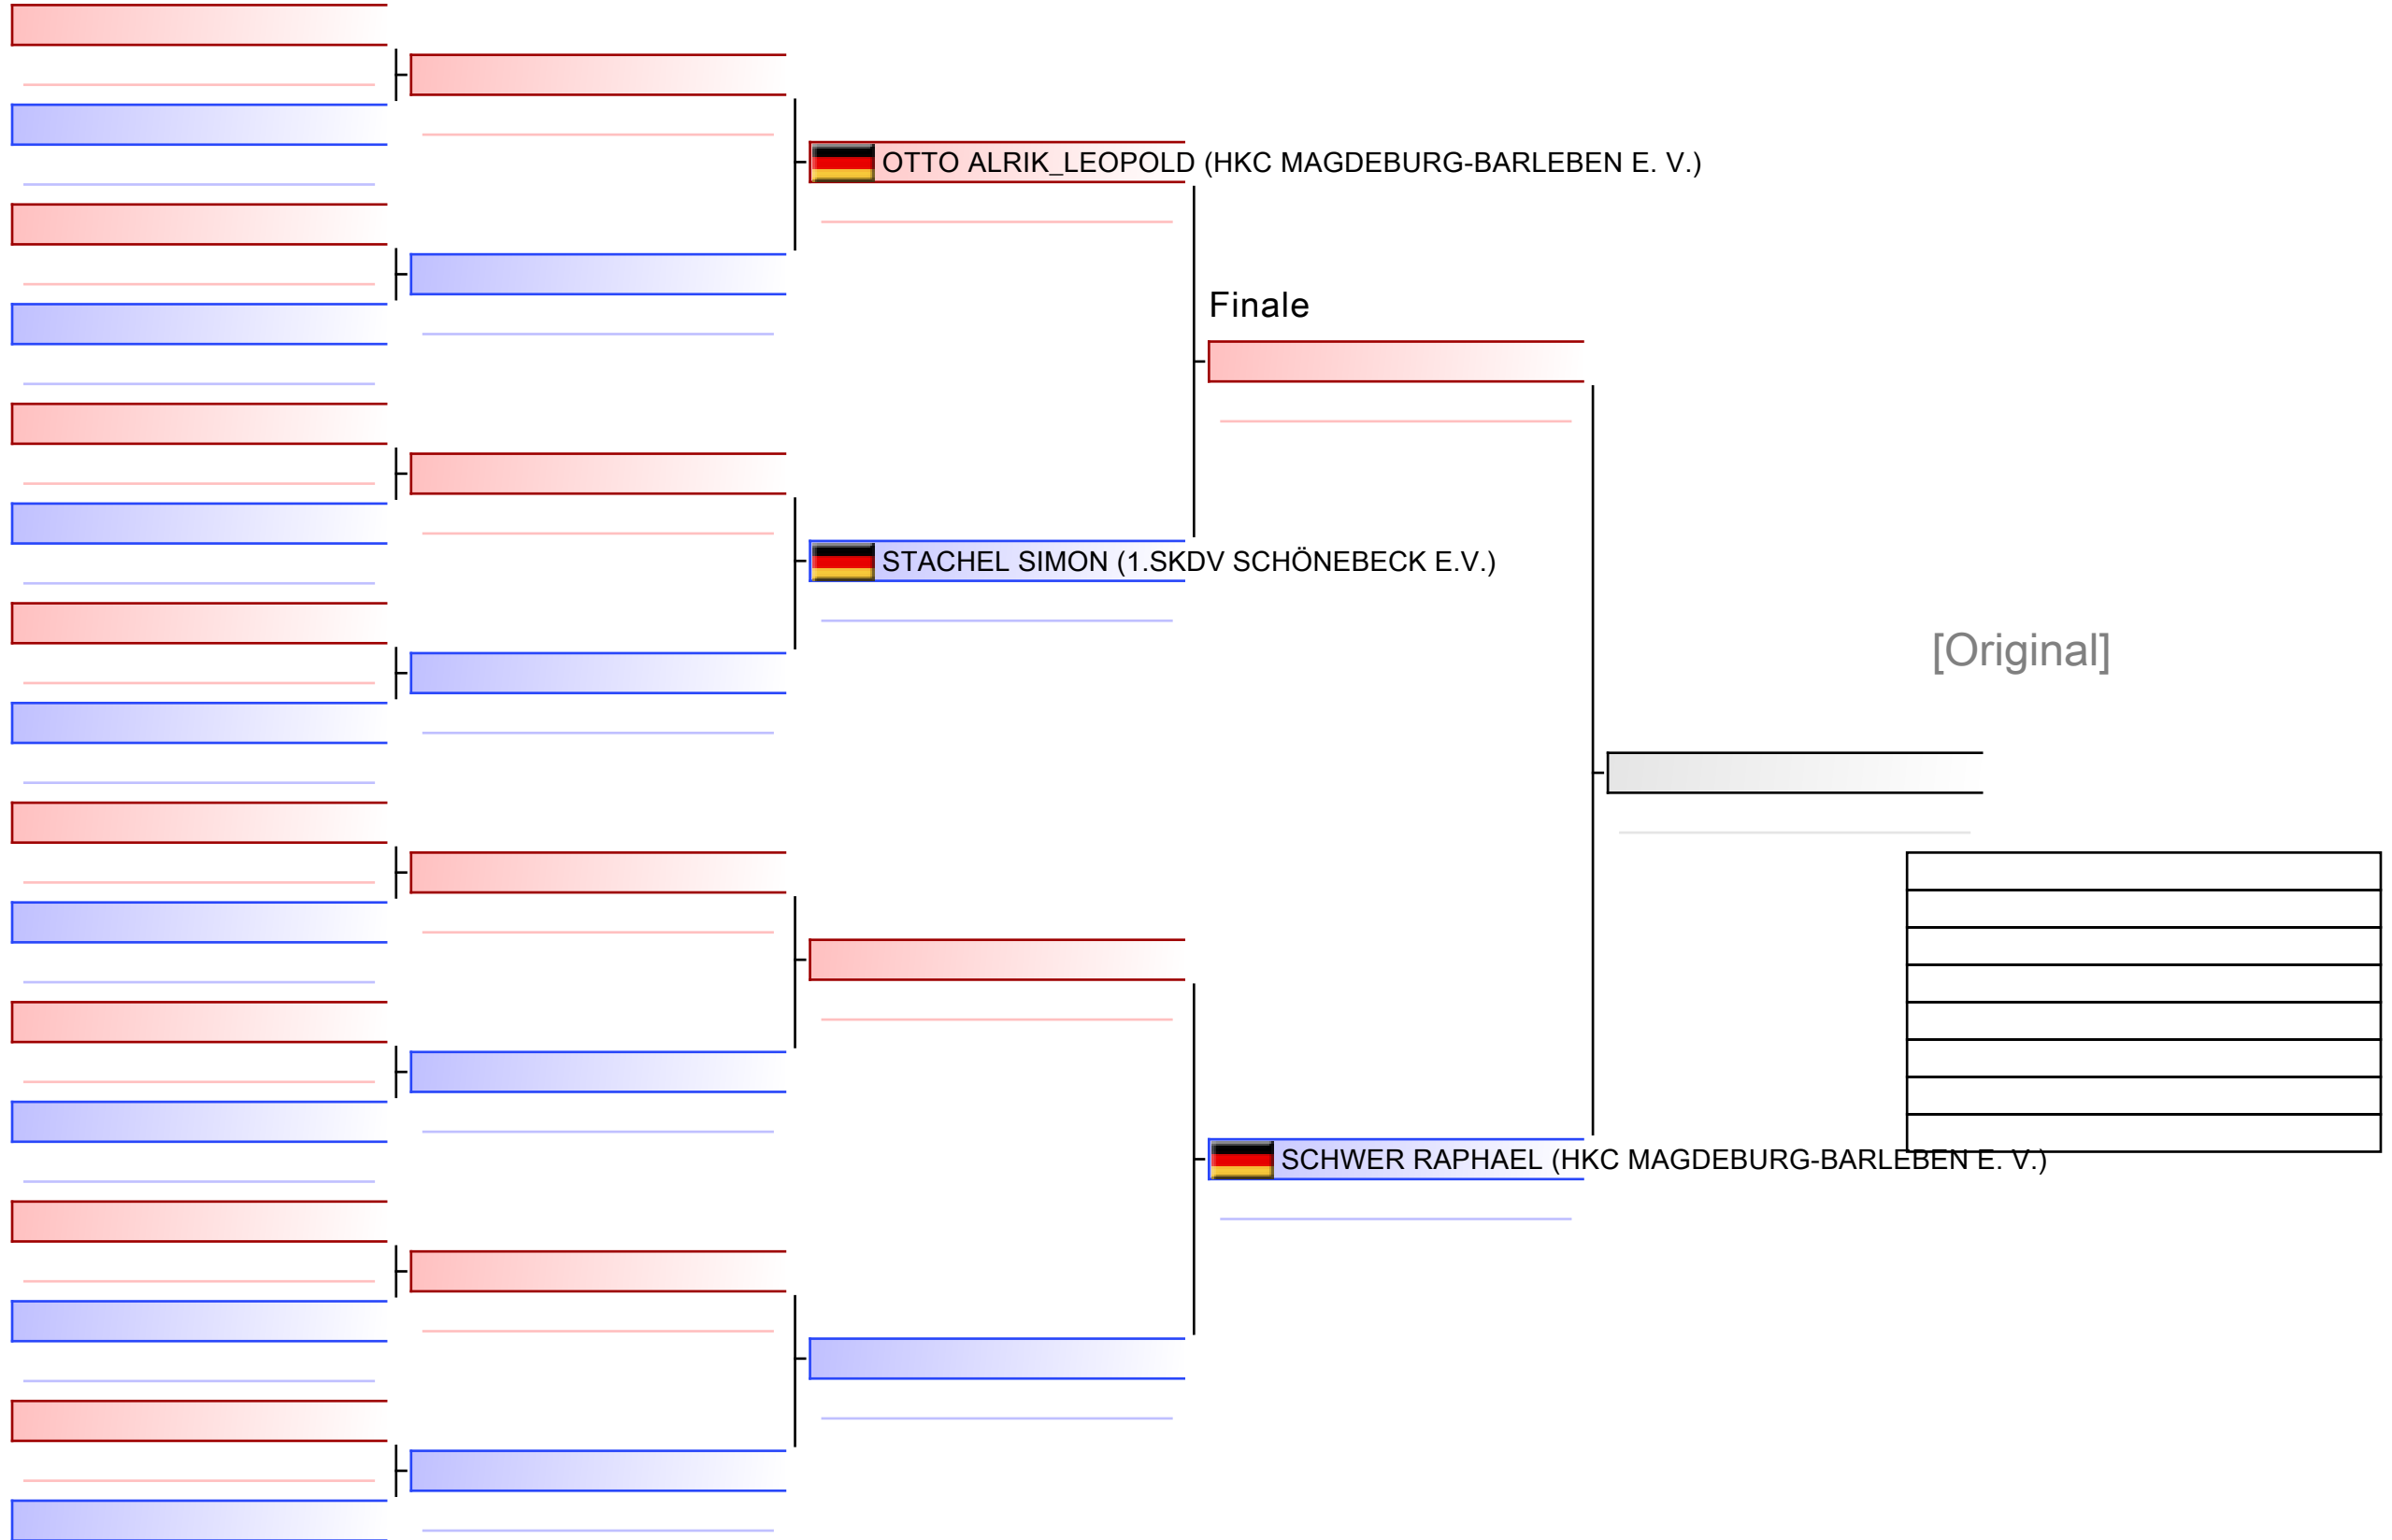 OTTO ALRIK_LEOPOLD (HKC MAGDEBURG-BARLEBEN E. V.)
Finale
STACHEL SIMON (1.SKDV SCHÖNEBECK E.V.)
[Original]
SCHWER RAPHAEL (HKC MAGDEBURG-BARLEBEN E. V.)